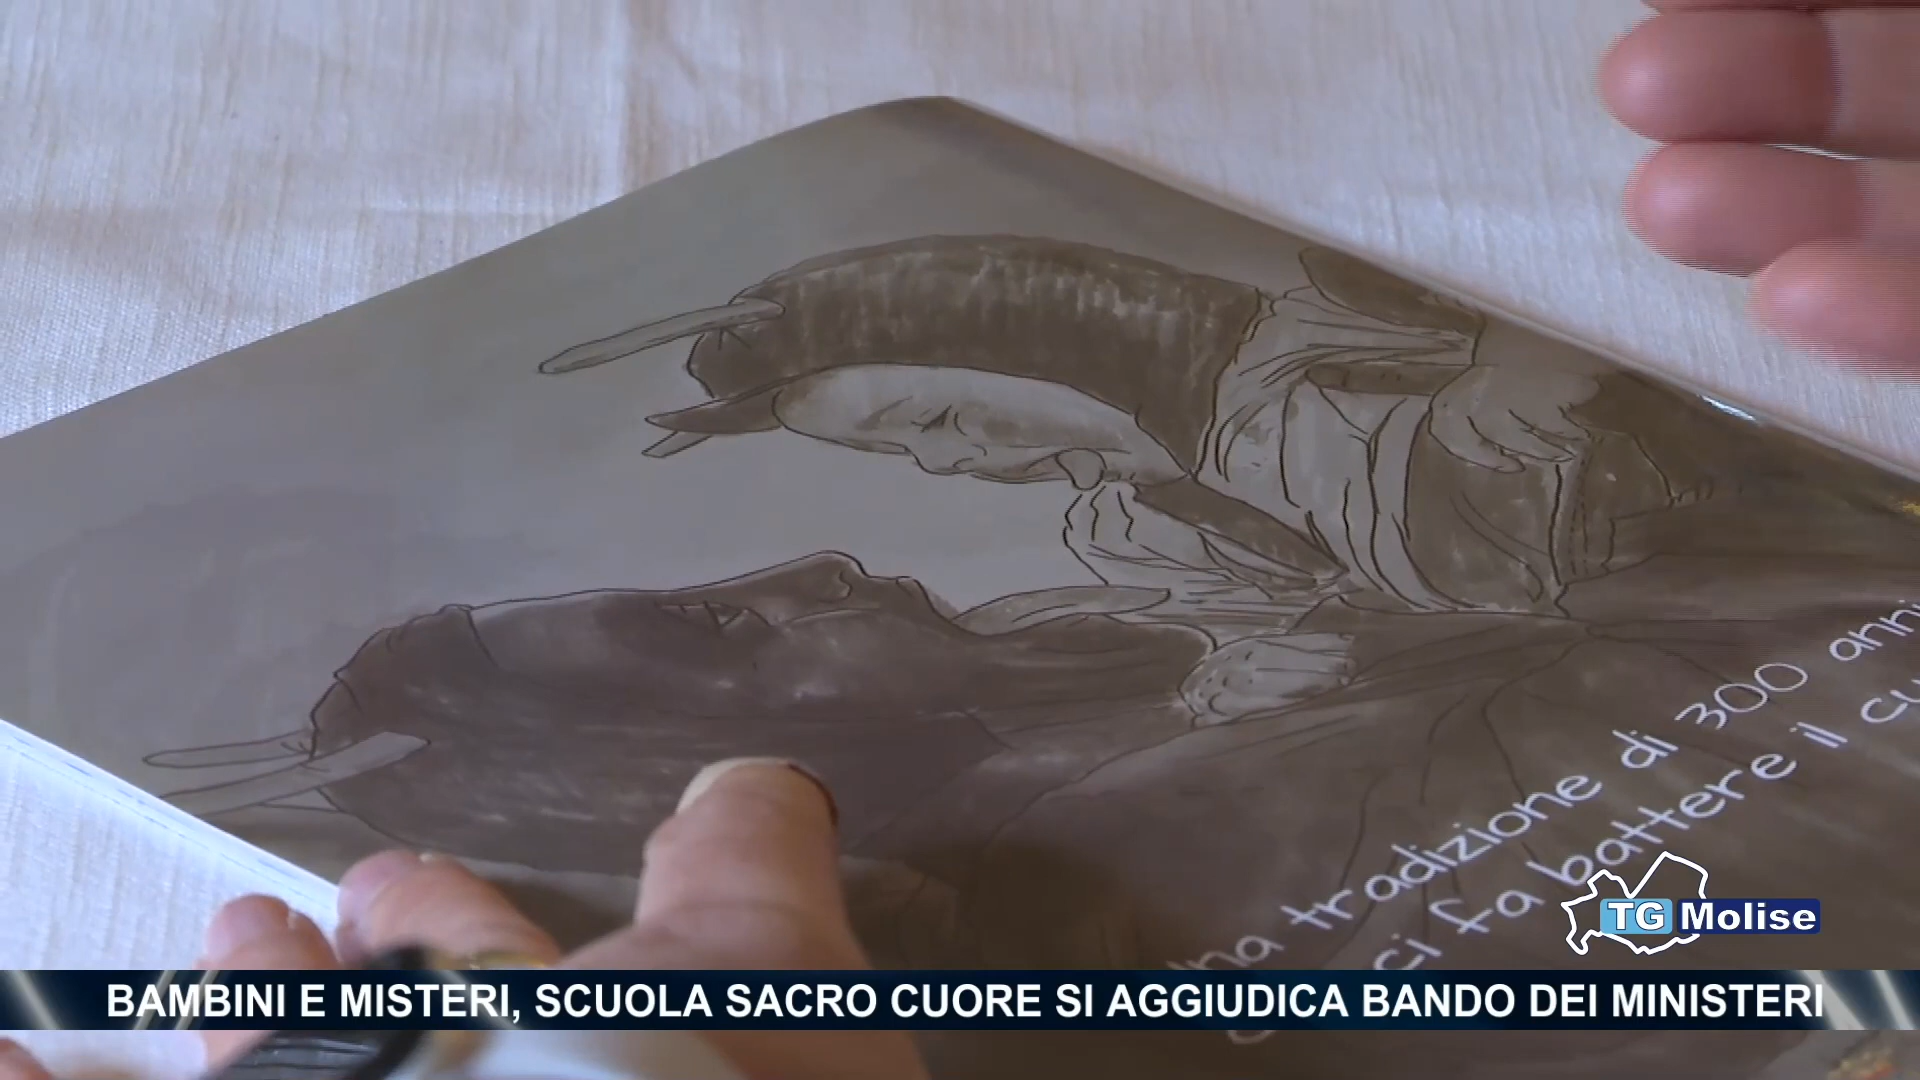 una tradizione di 300 anni
ci fa battere il
TG Molise
BAMBINI E MISTERI, SCUOLA SACRO CUORE SI AGGIUDICA BANDO DEI MINISTERI